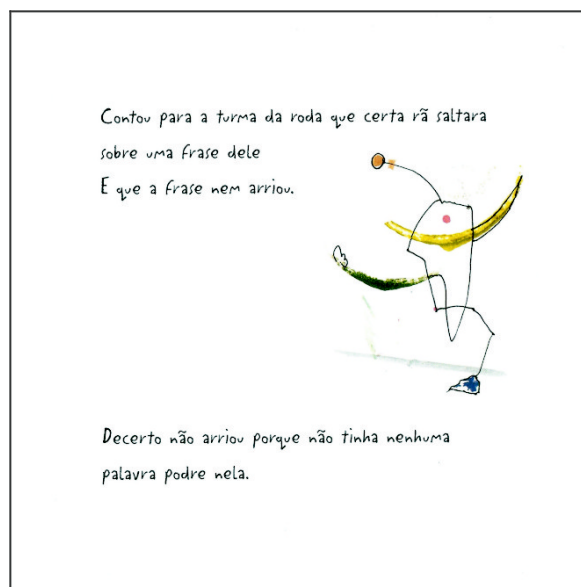 Contou para a turma da roda que certa rã saltara
sobre uma frase dele
E que a frase nem arriou.
Decerto não arriou porque não tinha nenhuma
palavra podre nela.